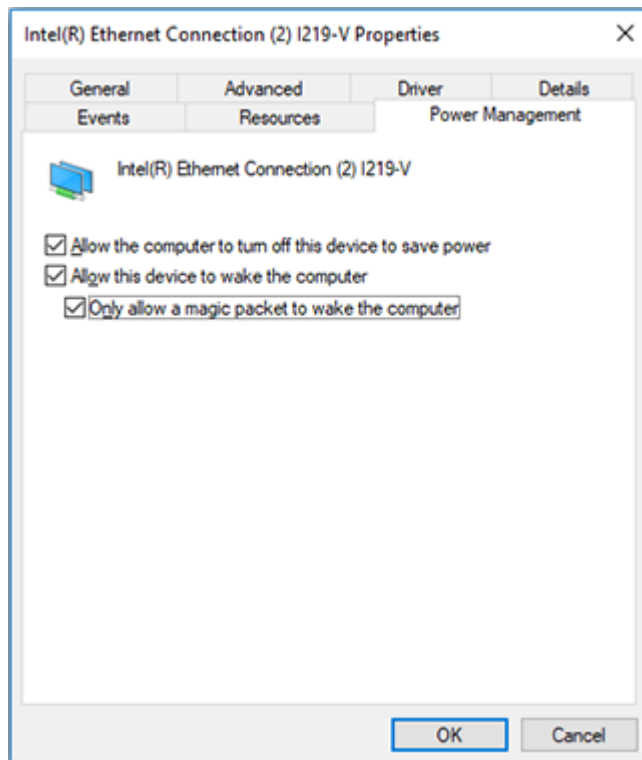 Intel(R) Ethernet Connection (2) I219-V Properties
General Advanced Driver Details
Events Resources Power Management
Intel(R) Ethernet Connection (2) I219-V
Allow the computer to turn off this device to save power
Allow this device to wake the computer
Only allow a magic packet to wake the computer
OK Cancel